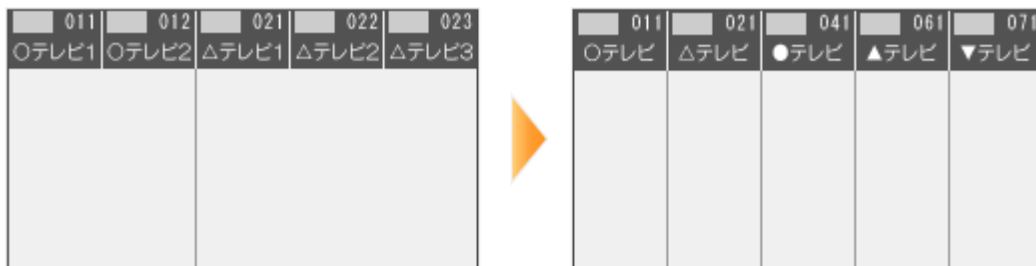 011 012 021 022 023
○テレビ1 ○テレビ2 △テレビ1 △テレビ2 △テレビ3
011 021 041 061 071
○テレビ △テレビ ●テレビ ▲テレビ ▼テレビ